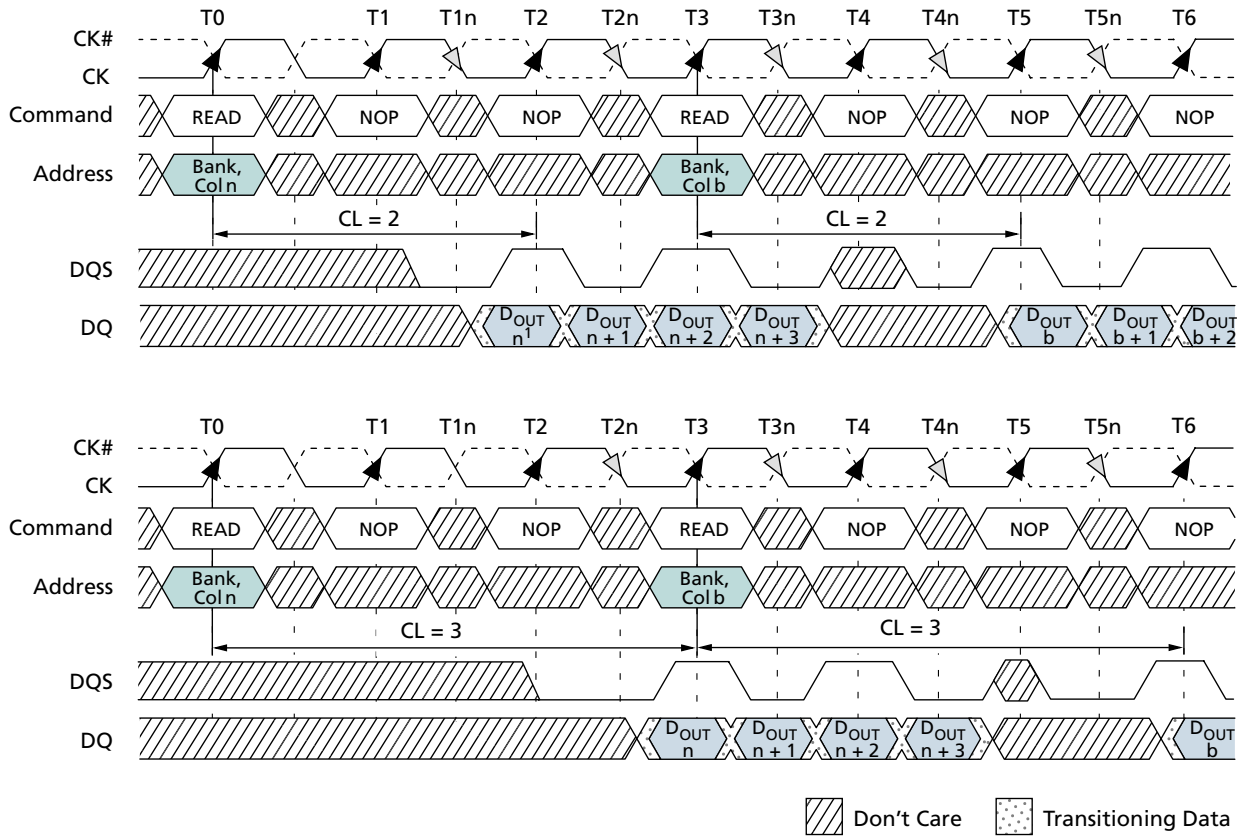 T0 T1 T1n T2 T2n T3 T3n T4 T4n T5 T5n T6
CK#
CK
Command READ NOP NOP READ NOP NOP NOP
Address Bank, Col n Bank, Col b
CL = 2 CL = 2
DQS
DQ DOUT n1 DOUT n + 1 DOUT n + 2 DOUT n + 3 DOUT b DOUT b + 1 DOUT b + 2
T0 T1 T1n T2 T2n T3 T3n T4 T4n T5 T5n T6
CK#
CK
Command READ NOP NOP READ NOP NOP NOP
Address Bank, Col n Bank, Col b
CL = 3 CL = 3
DQS
DQ DOUT n DOUT n + 1 DOUT n + 2 DOUT n + 3 DOUT b
Don't Care Transitioning Data